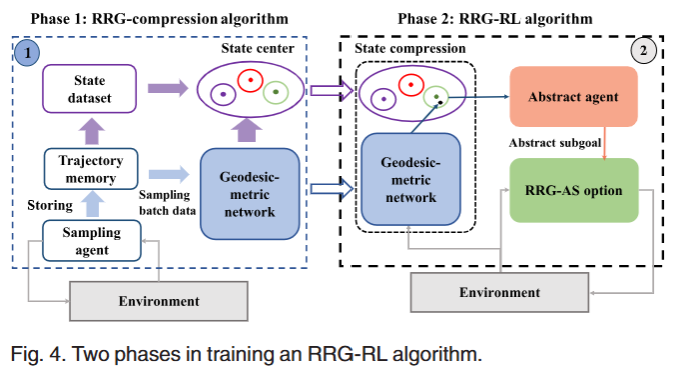 Phase 1: RRG-compression algorithm
Phase 2: RRG-RL algorithm
1
State center
State
dataset
Trajectory
memory
Storing
Sampling
batch data
Geodesic-
metric
network
Sampling
agent
Environment
2
State compression
Geodesic-
metric
network
Abstract agent
Abstract subgoal
RRG-AS option
Environment
Fig. 4. Two phases in training an RRG-RL algorithm.